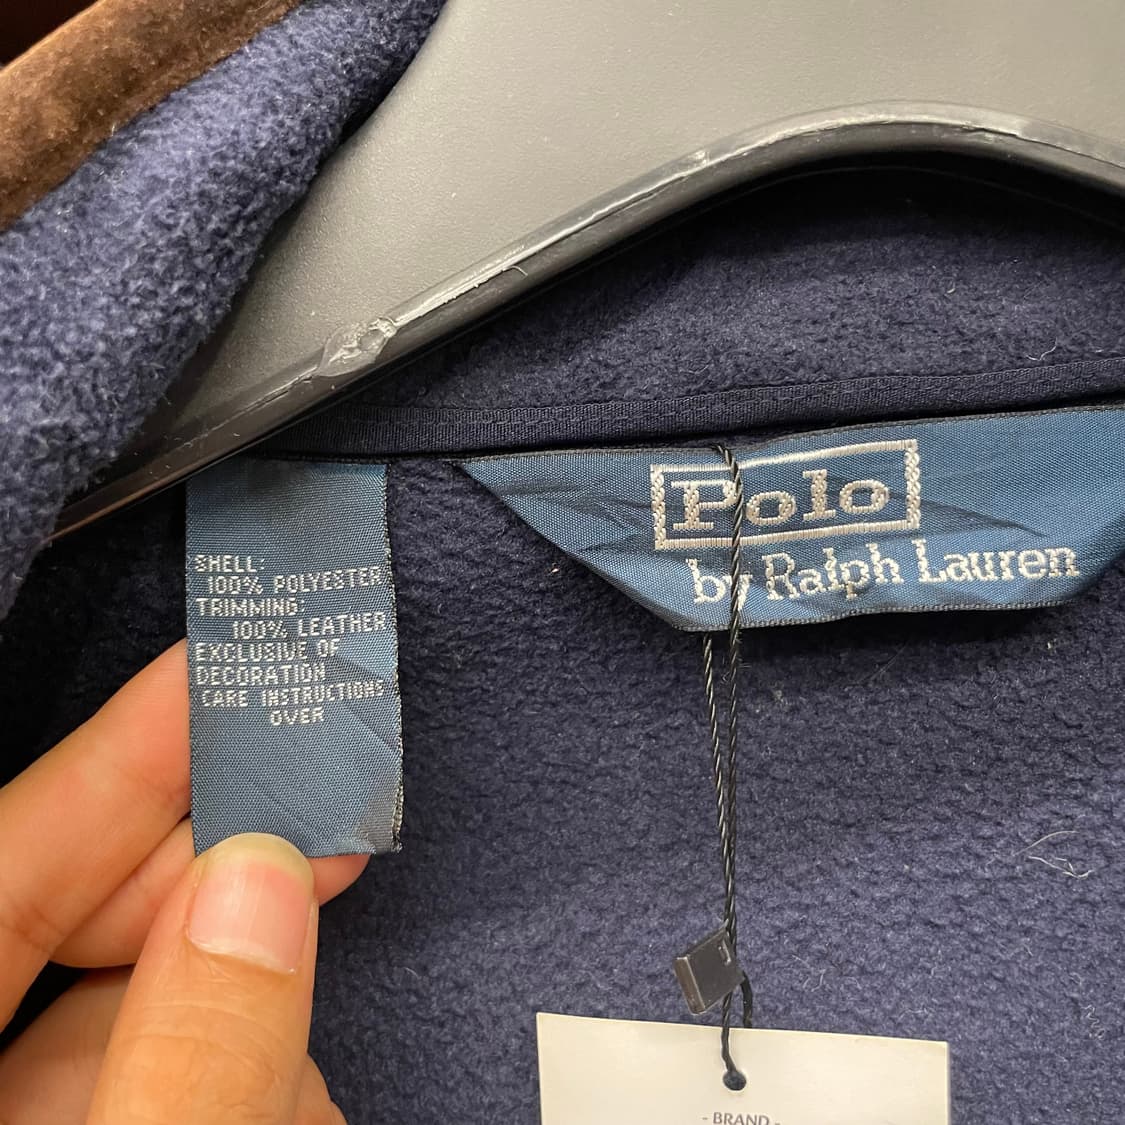 SHELL:
100% POLYESTER
TRIMMING:
100% LEATHER
EXCLUSIVE OF
DECORATION
CARE INSTRUCTIONS
OVER
Polo
by Ralph Lauren
- BRAND -